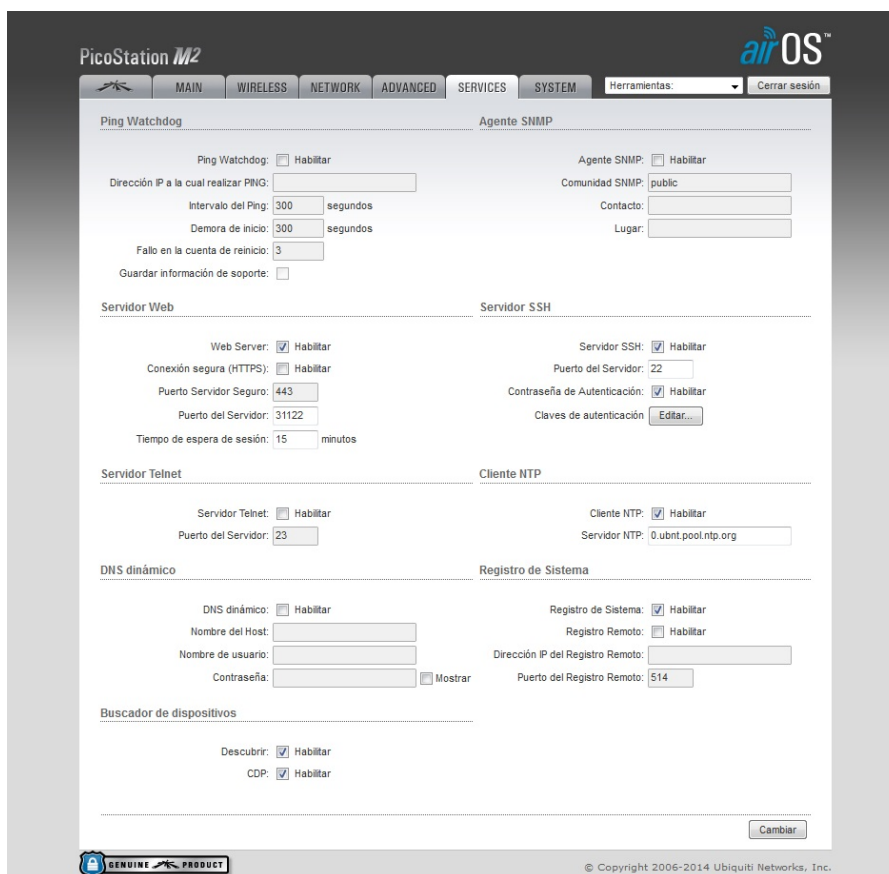 PicoStation M2
airOS™
MAIN WIRELESS NETWORK ADVANCED SERVICES SYSTEM Herramientas: Cerrar sesión
Ping Watchdog
Ping Watchdog: Habilitar
Dirección IP a la cual realizar PING:
Intervalo del Ping: 300 segundos
Demora de inicio: 300 segundos
Fallo en la cuenta de reinicio: 3
Guardar información de soporte:
Agente SNMP
Agente SNMP: Habilitar
Comunidad SNMP: public
Contacto:
Lugar:
Servidor Web
Web Server: Habilitar
Conexión segura (HTTPS): Habilitar
Puerto Servidor Seguro: 443
Puerto del Servidor: 31122
Tiempo de espera de sesión: 15 minutos
Servidor SSH
Servidor SSH: Habilitar
Puerto del Servidor: 22
Contraseña de Autenticación: Habilitar
Claves de autenticación Editar...
Servidor Telnet
Servidor Telnet: Habilitar
Puerto del Servidor: 23
Cliente NTP
Cliente NTP: Habilitar
Servidor NTP: 0.ubnt.pool.ntp.org
DNS dinámico
DNS dinámico: Habilitar
Nombre del Host:
Nombre de usuario:
Contraseña: Mostrar
Registro de Sistema
Registro de Sistema: Habilitar
Registro Remoto: Habilitar
Dirección IP del Registro Remoto:
Puerto del Registro Remoto: 514
Buscador de dispositivos
Descubrir: Habilitar
CDP: Habilitar
Cambiar
GENUINE PRODUCT
© Copyright 2006-2014 Ubiquiti Networks, Inc.